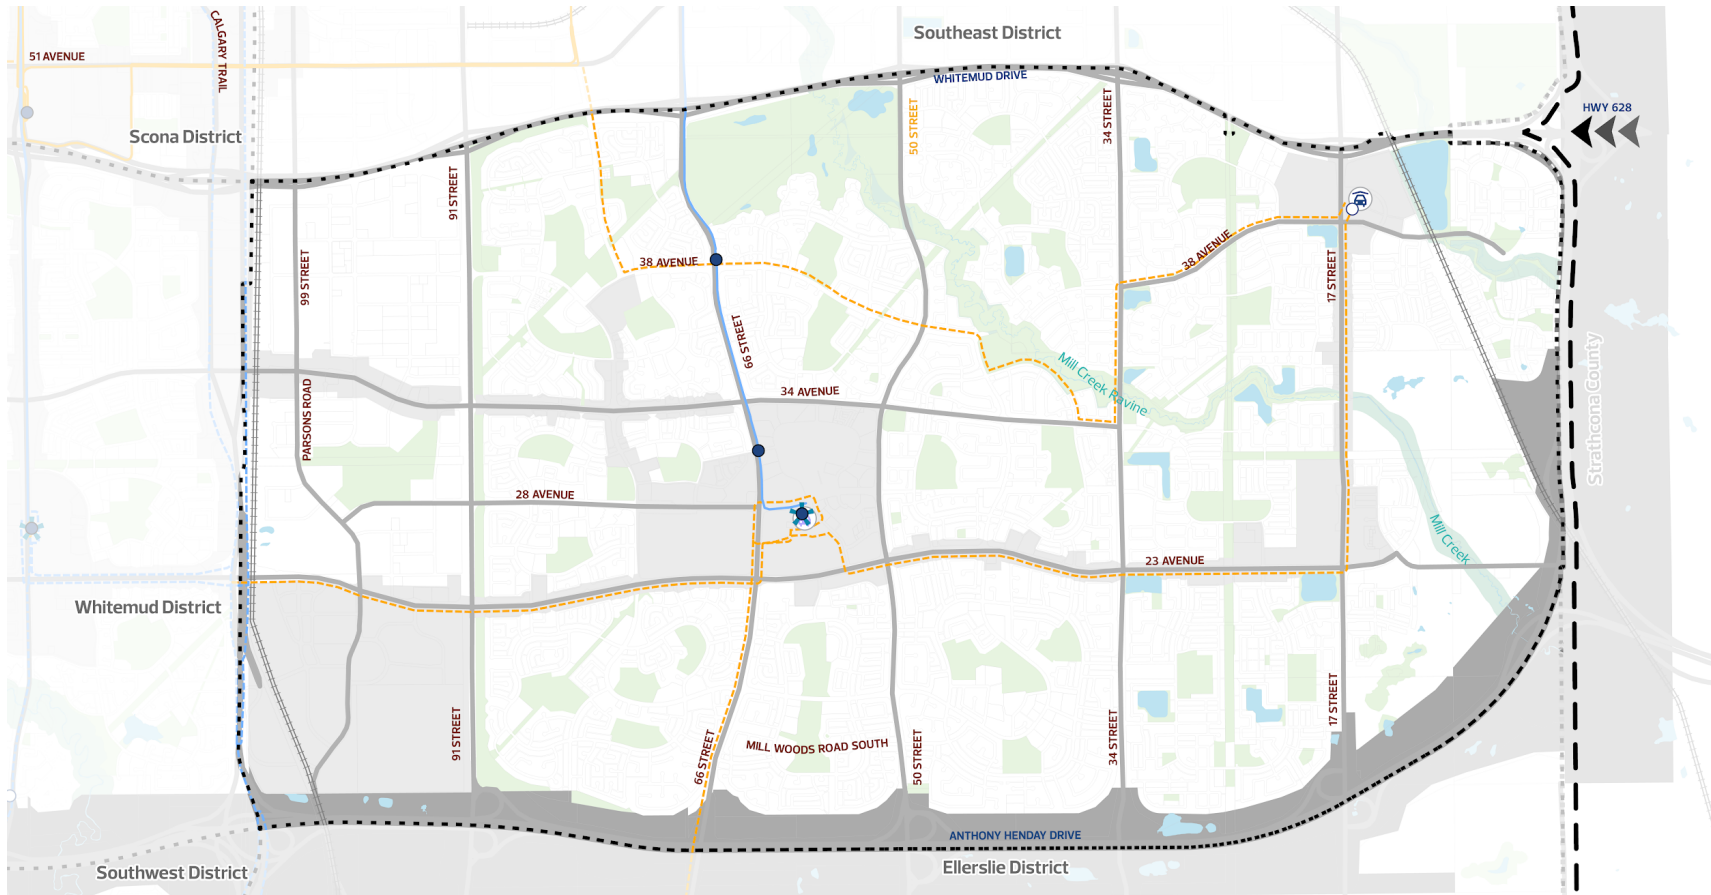 Southeast District
51 AVENUE
CALGARY TRAIL
WHITEMUD DRIVE
HWY 628
50 STREET
34 STREET
Scona District
91 STREET
99 STREET
38 AVENUE
38 AVENUE
17 STREET
66 STREET
Mill Creek Ravine
Strathcona County
PARSONS ROAD
34 AVENUE
28 AVENUE
Mill Creek
23 AVENUE
Whitemud District
91 STREET
66 STREET
MILL WOODS ROAD SOUTH
50 STREET
34 STREET
17 STREET
ANTHONY HENDAY DRIVE
Southwest District
Ellerslie District